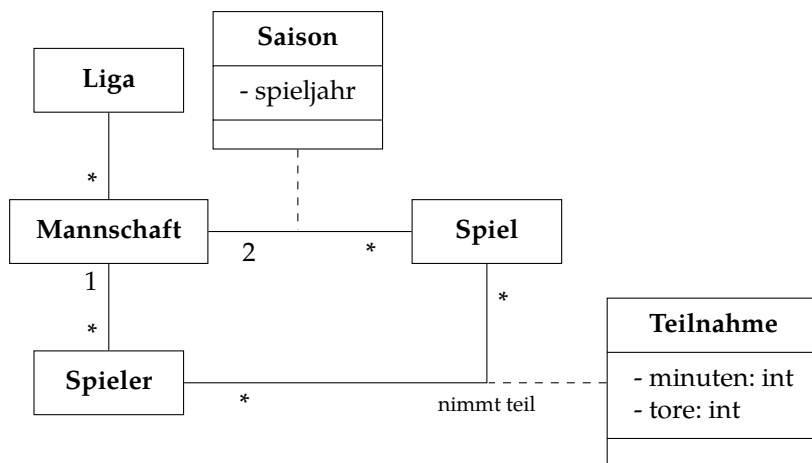 Saison
- spieljahr
Liga
*
Mannschaft
2
*
Spiel
1
*
*
Spieler
*
nimmt teil
Teilnahme
- minuten: int
- tore: int